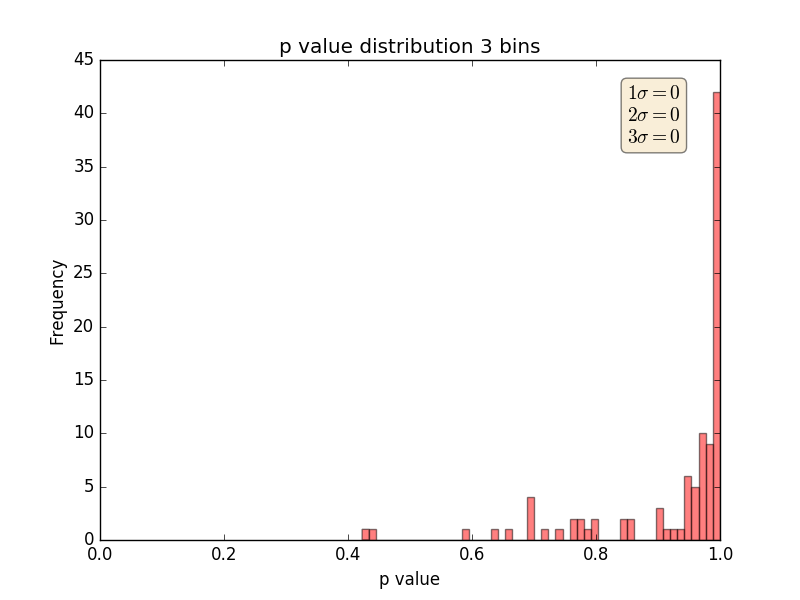 p value distribution 3 bins
1σ = 0
2σ = 0
3σ = 0
45
40
35
30
25
20
15
10
5
0
Frequency
0.0 0.2 0.4 0.6 0.8 1.0
p value